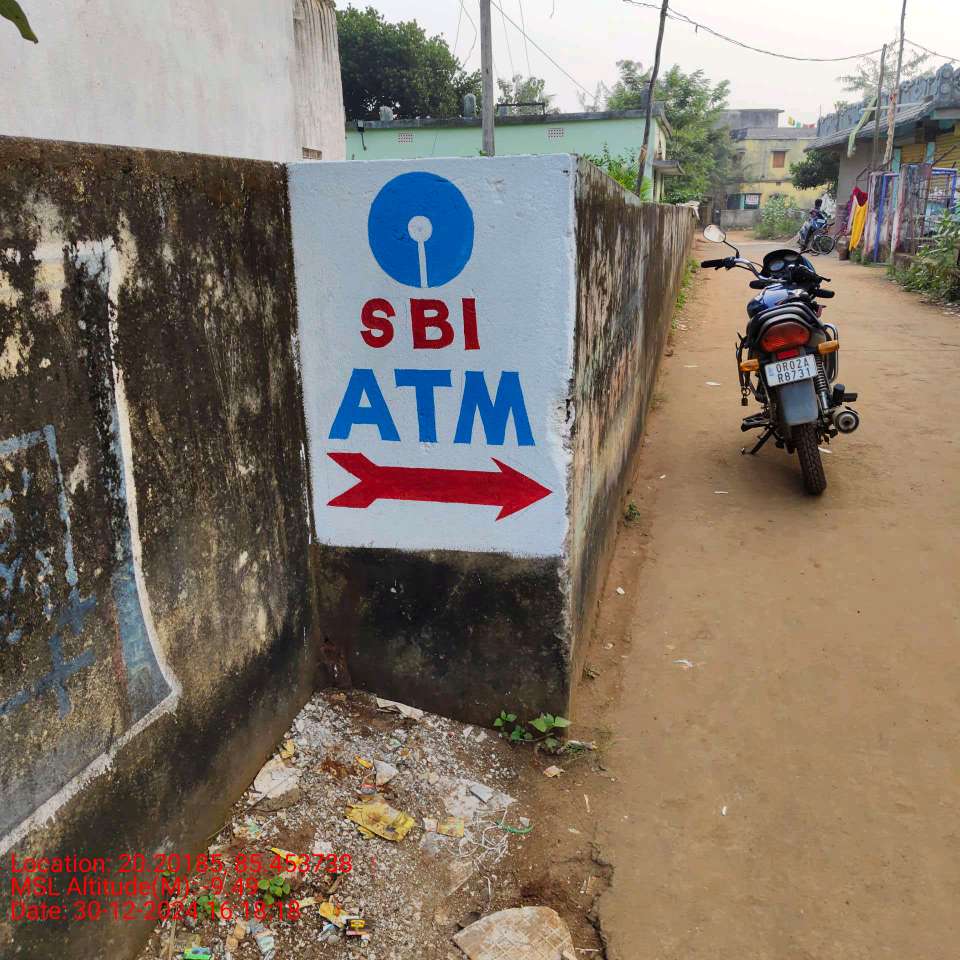 SBI
ATM
OR02A
R8731
Location: 20.20185, 85.453738
MSL Altitude(M): -9.49
Date: 30-12-2024 16:18:18